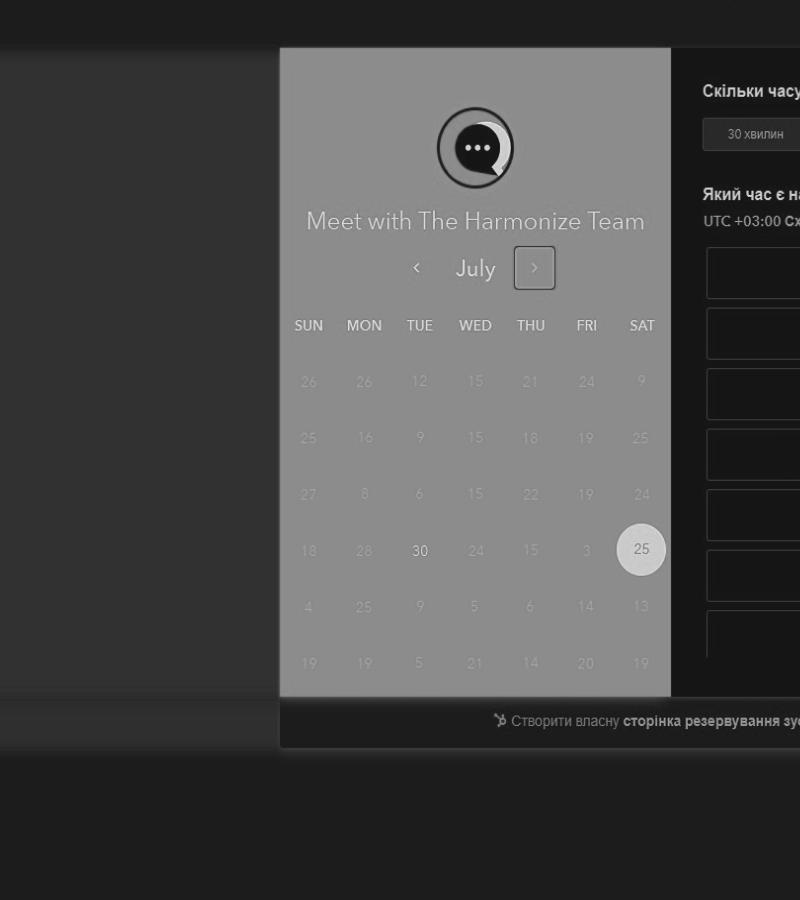 Meet with The Harmonize Team
July
SUN MON TUE WED THU FRI SAT
26 26 12 15 21 24 9
25 16 9 15 18 19 25
27 8 6 15 22 19 24
18 28 30 24 15 3 25
4 25 9 5 6 14 13
19 19 5 21 14 20 19
Скільки часу
30 хвилин
Який час є
UTC +03:00
Створити власну сторінка резервування